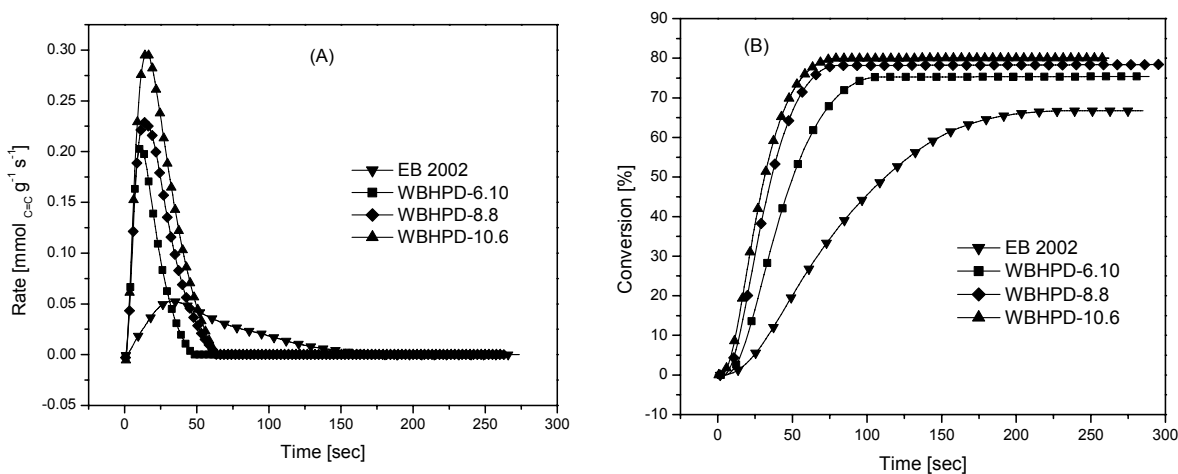 (A)
0.30
0.25
0.20
0.15
0.10
0.05
0.00
-0.05
Rate [mmol C=C g-1 s-1]
EB 2002
WBHPD-6.10
WBHPD-8.8
WBHPD-10.6
0 50 100 150 200 250 300
Time [sec]
(B)
90
80
70
60
50
40
30
20
10
0
-10
Conversion [%]
EB 2002
WBHPD-6.10
WBHPD-8.8
WBHPD-10.6
0 50 100 150 200 250 300
Time [sec]